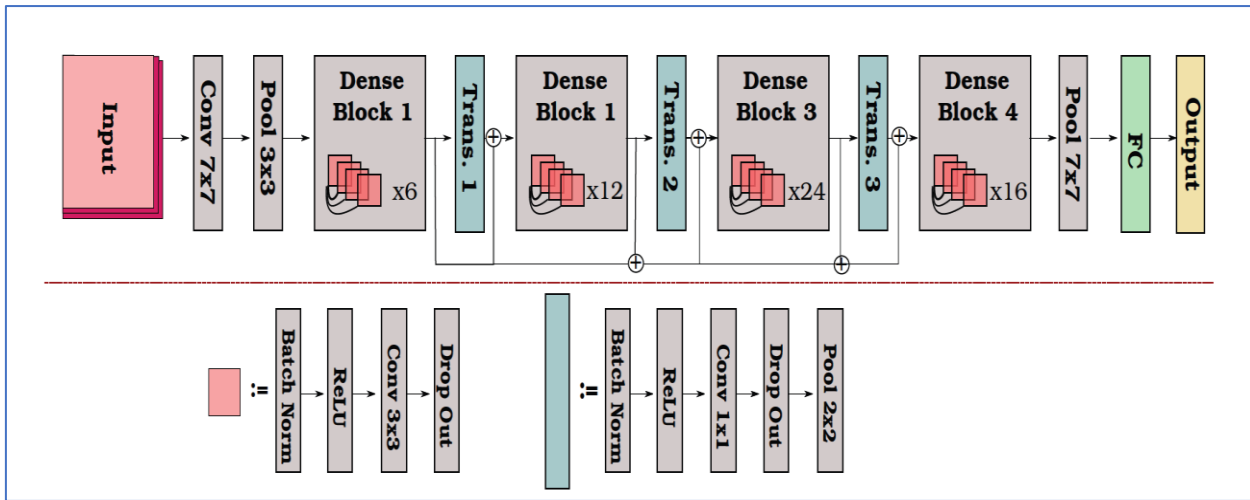 Input
Conv 7x7
Pool 3x3
Dense
Block 1
x6
Trans. 1
Dense
Block 1
x12
Trans. 2
Dense
Block 3
x24
Trans. 3
Dense
Block 4
x16
Pool 7x7
FC
Output
:=
Batch Norm
ReLU
Conv 3x3
Drop Out
:=
Batch Norm
ReLU
Conv 1x1
Drop Out
Pool 2x2